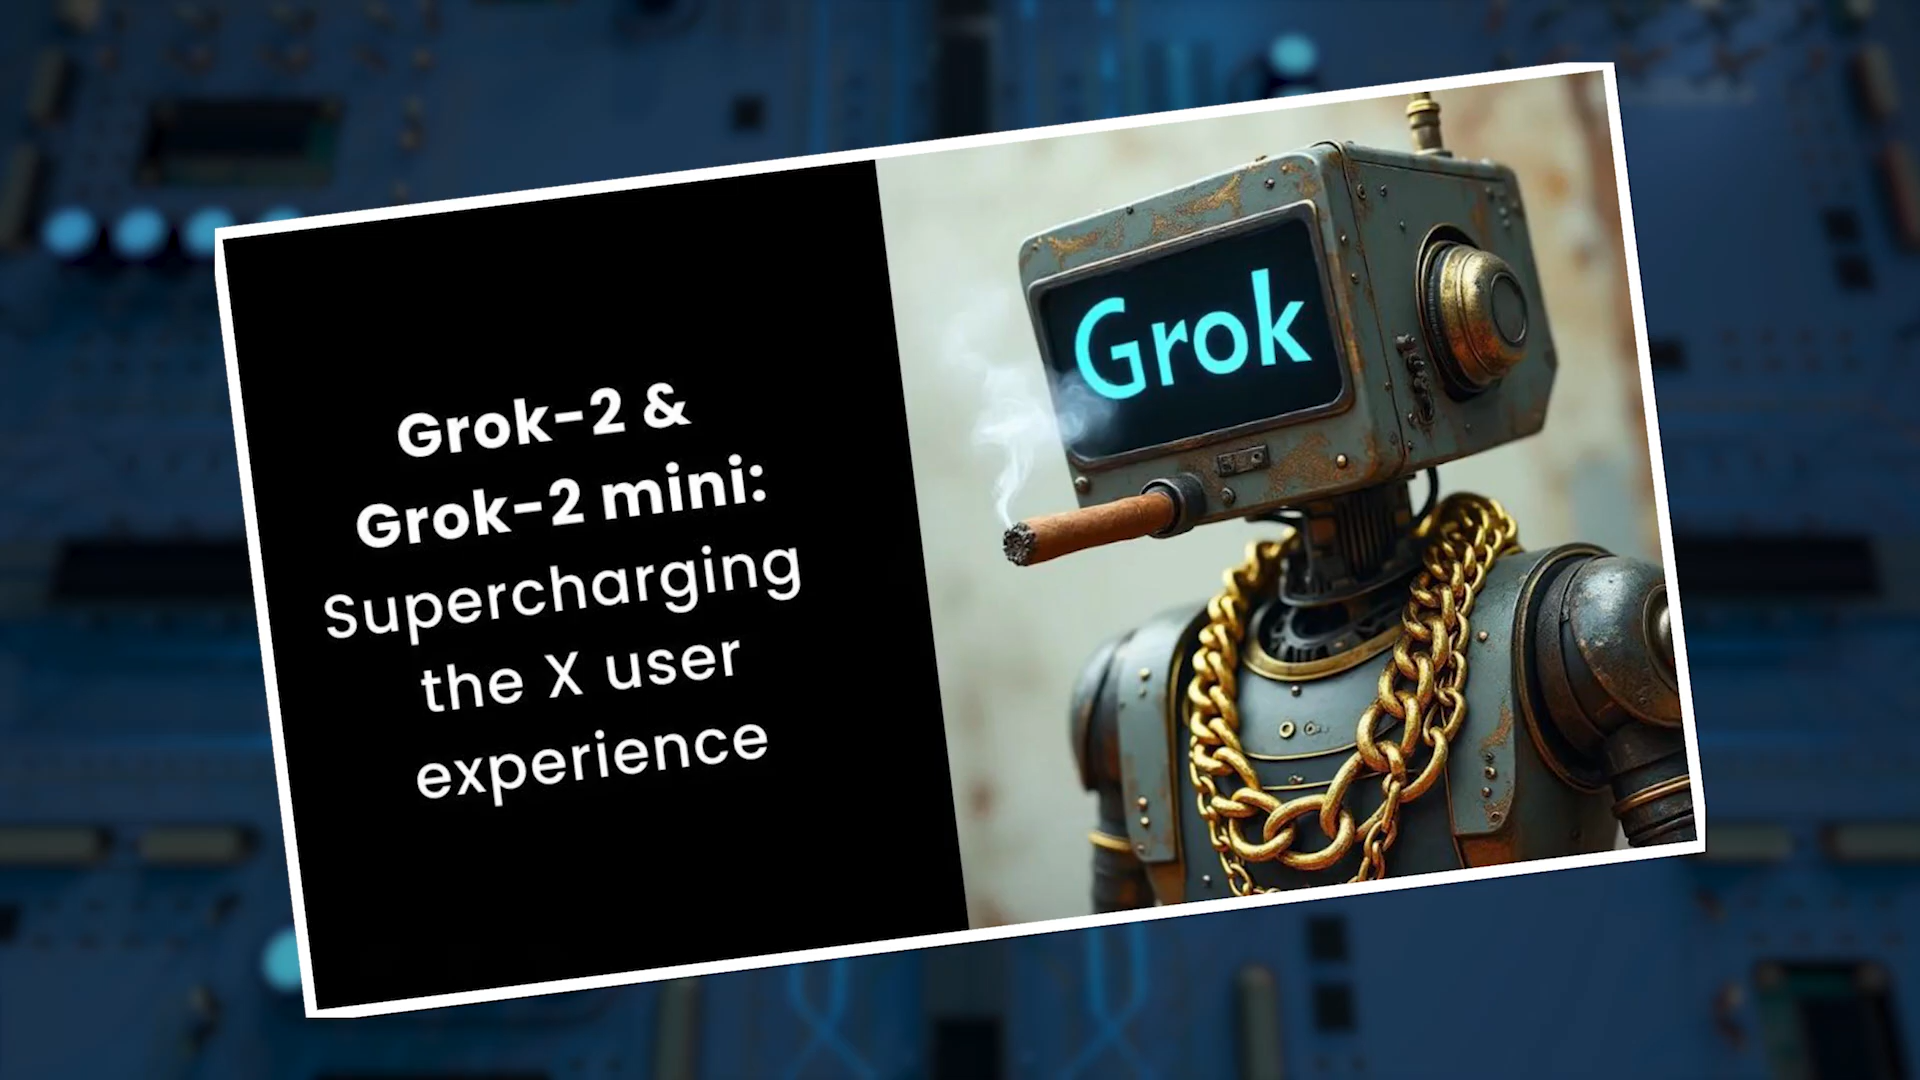 Grok-2 &
Grok-2 mini:
Supercharging
the X user
experience
Grok